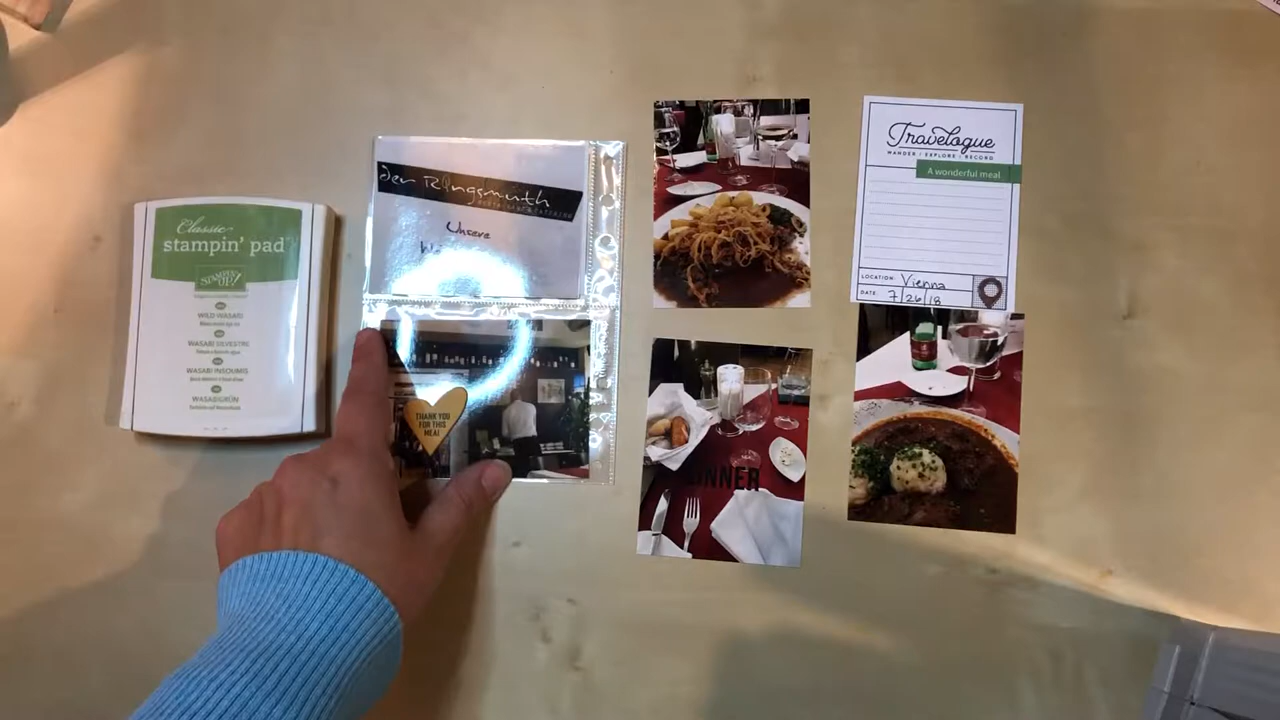 Classic
stampin' pad
STAMPIN' UP!
WILD WASABI
WASABI SILVESTRE
WASABI INSOUMIS
WASABIGRÜN
der Ringsmuth
Unsere
THANK YOU
FOR THIS
MEAL
DINNER
Travelogue
WANDER / EXPLORE / RECORD
A wonderful meal
LOCATION: Vienna
DATE: 7/26/18